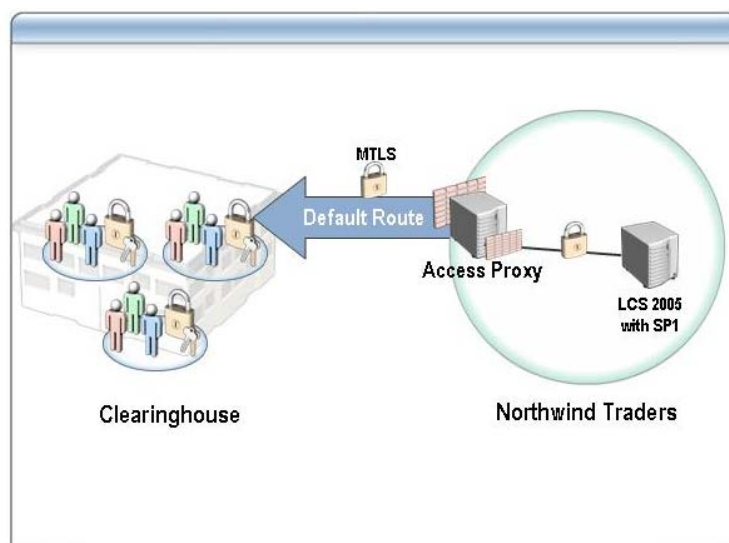 MTLS
Default Route
Access Proxy
LCS 2005
with SP1
Clearinghouse
Northwind Traders